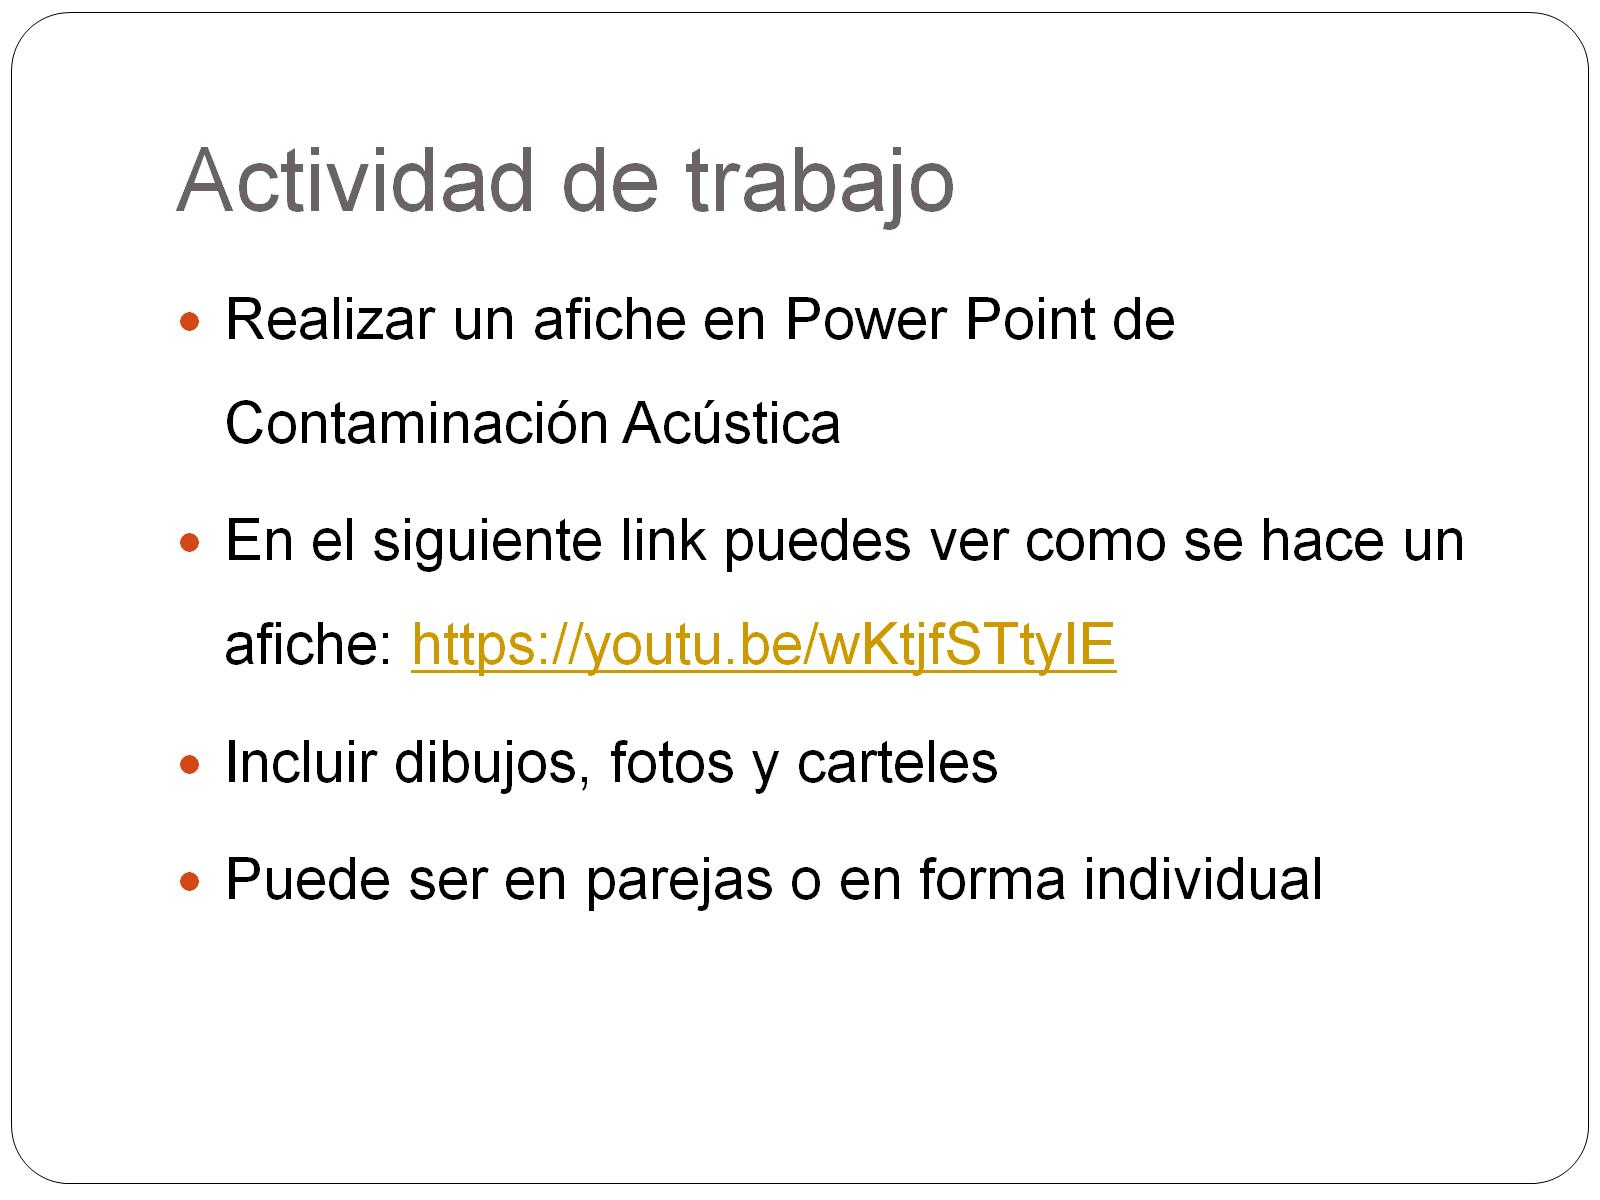 Actividad de trabajo
• Realizar un afiche en Power Point de
Contaminación Acústica
• En el siguiente link puedes ver como se hace un
afiche: https://youtu.be/wKtjfSTtyIE
• Incluir dibujos, fotos y carteles
• Puede ser en parejas o en forma individual